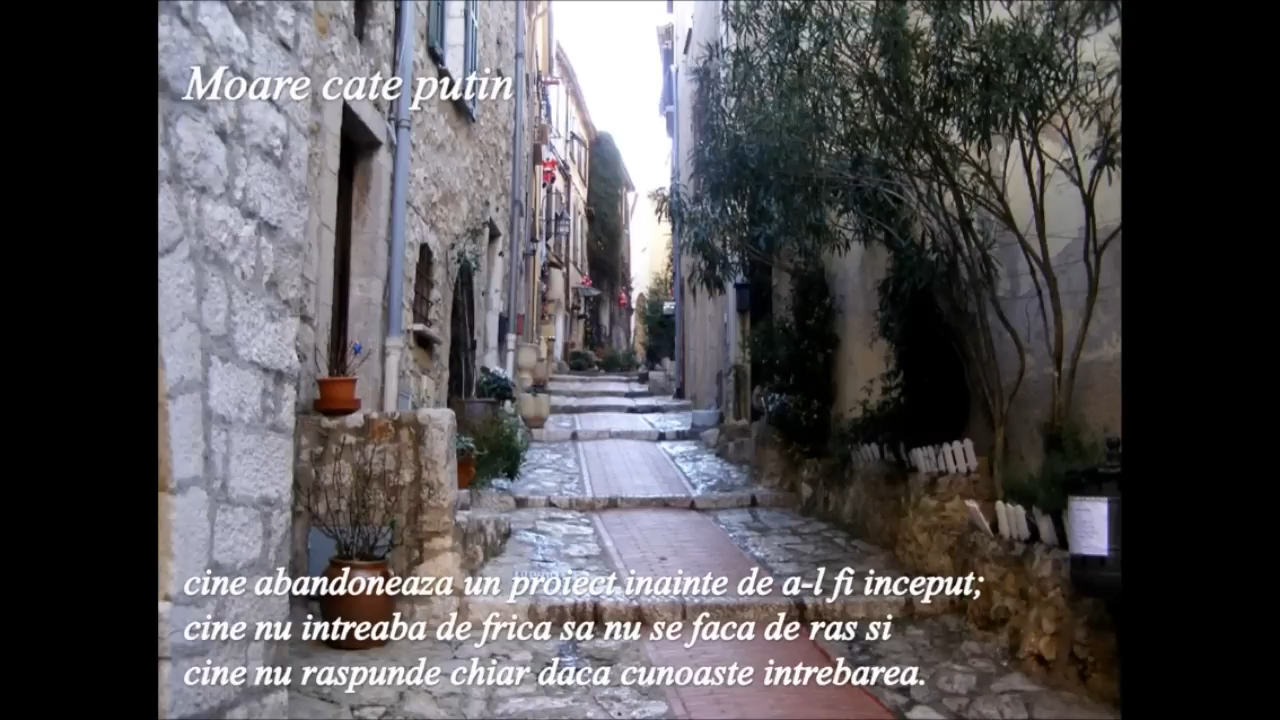 Moare cate putin
cine abandoneaza un proiect inainte de a-l fi inceput;
cine nu intreaba de frica sa nu se faca de ras si
cine nu raspunde chiar daca cunoaste intrebarea.